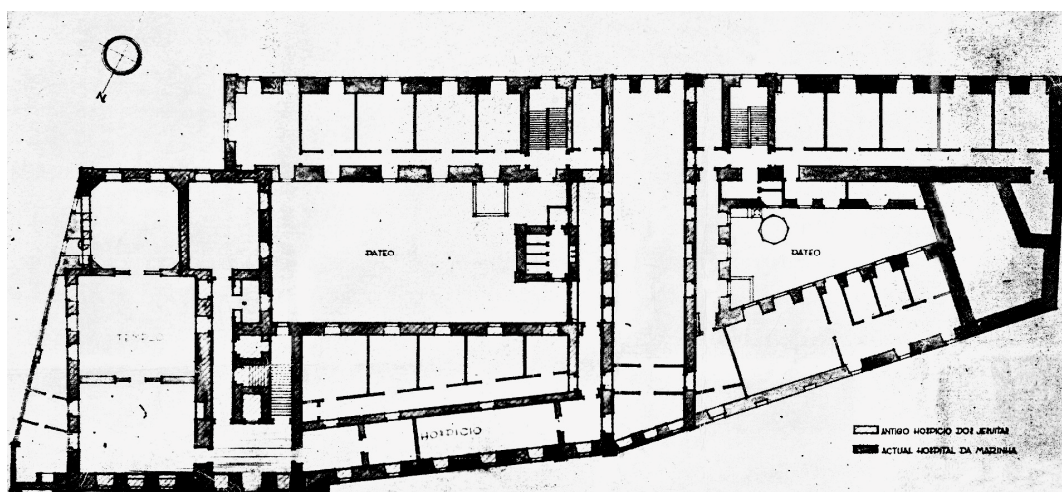 N
PATEO
PATEO
TEMPLO
HOSPICIO
ANTIGO HOSPICIO DOS JESUITAS
ACTUAL HOSPITAL DA MARINHA